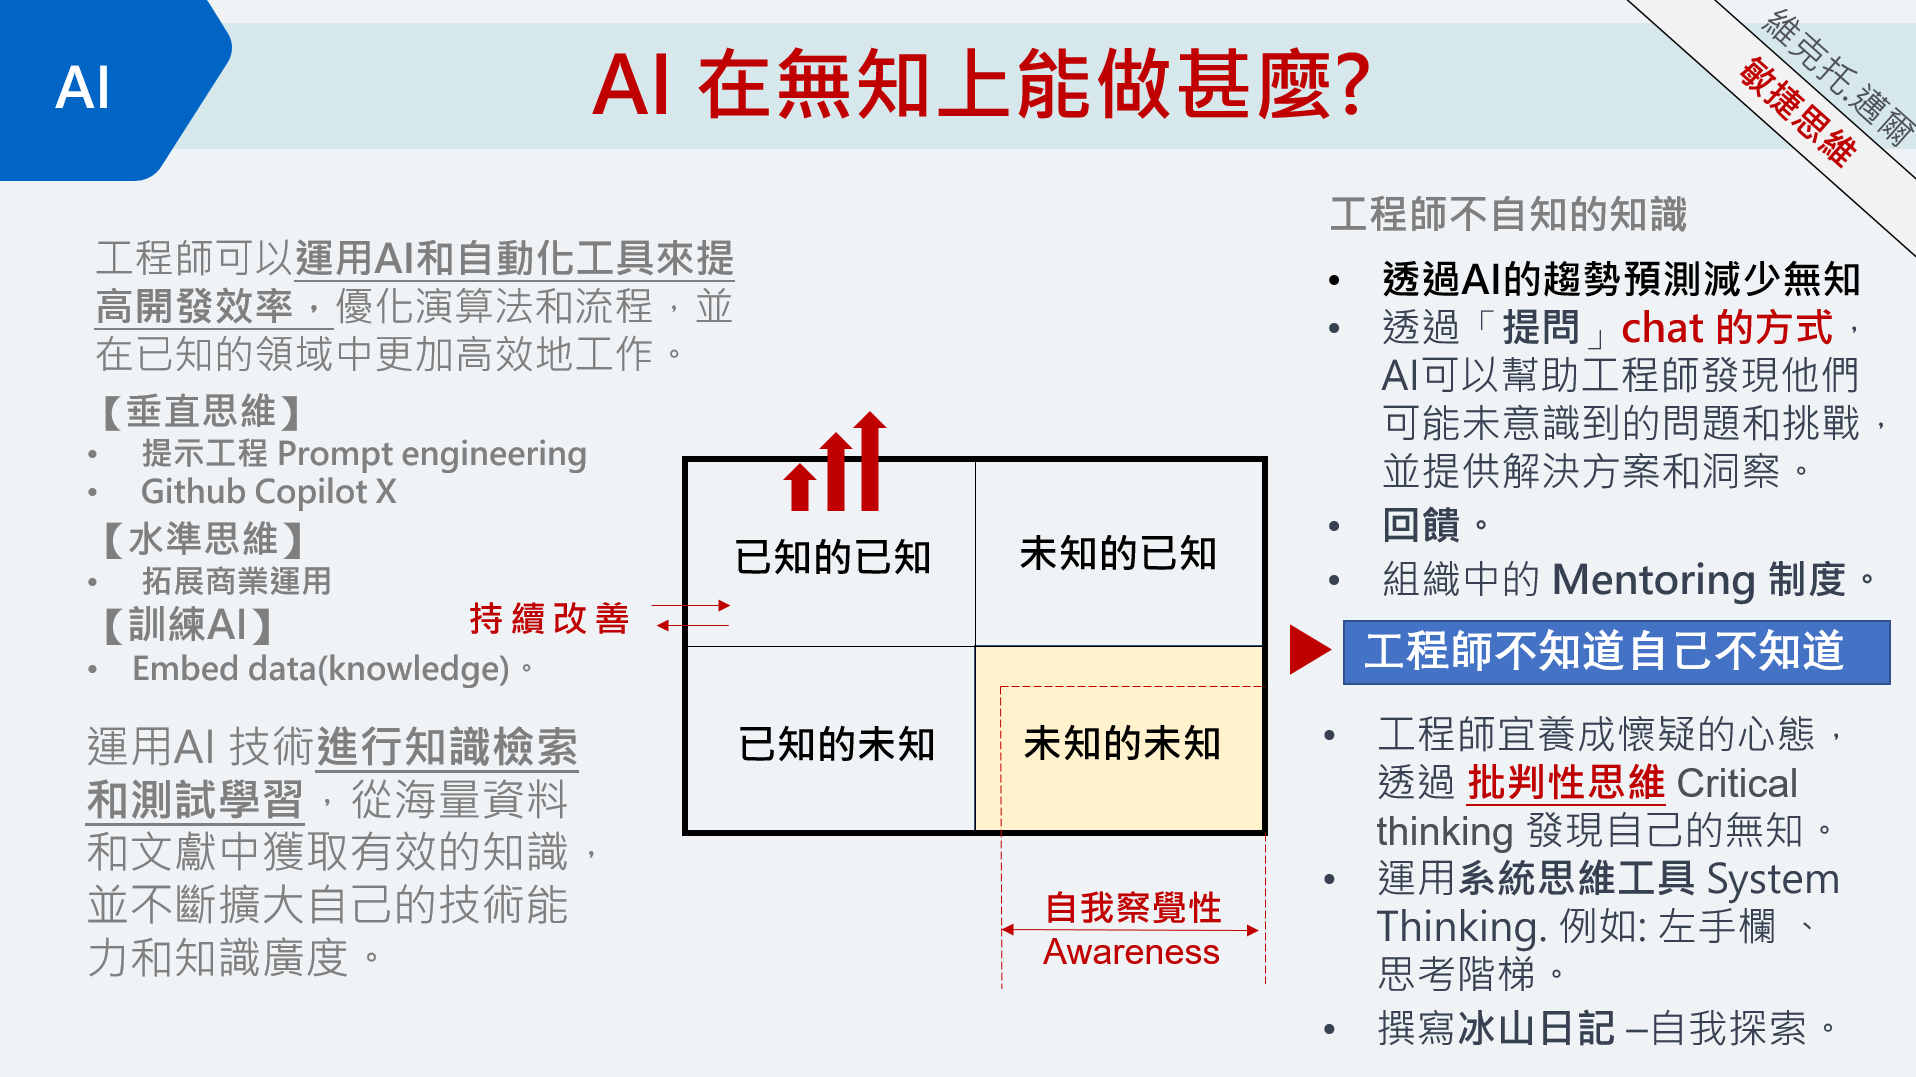 AI
AI 在無知上能做甚麼?
維克托.邁爾
敏捷思維
工程師可以運用AI和自動化工具來提
高開發效率，優化演算法和流程，並
在已知的領域中更加高效地工作。
【垂直思維】
• 提示工程 Prompt engineering
• Github Copilot X
【水準思維】
• 拓展商業運用
【訓練AI】
• Embed data(knowledge)。
運用AI 技術進行知識檢索
和測試學習，從海量資料
和文獻中獲取有效的知識，
並不斷擴大自己的技術能
力和知識廣度。
持續改善
已知的已知
未知的已知
已知的未知
未知的未知
自我察覺性
Awareness
工程師不自知的知識
• 透過AI的趨勢預測減少無知
• 透過「提問」chat 的方式，
AI可以幫助工程師發現他們
可能未意識到的問題和挑戰，
並提供解決方案和洞察。
• 回饋。
• 組織中的 Mentoring 制度。
工程師不知道自己不知道
• 工程師宜養成懷疑的心態，
透過 批判性思維 Critical
thinking 發現自己的無知。
• 運用系統思維工具 System
Thinking. 例如: 左手欄 、
思考階梯。
• 撰寫冰山日記 –自我探索。